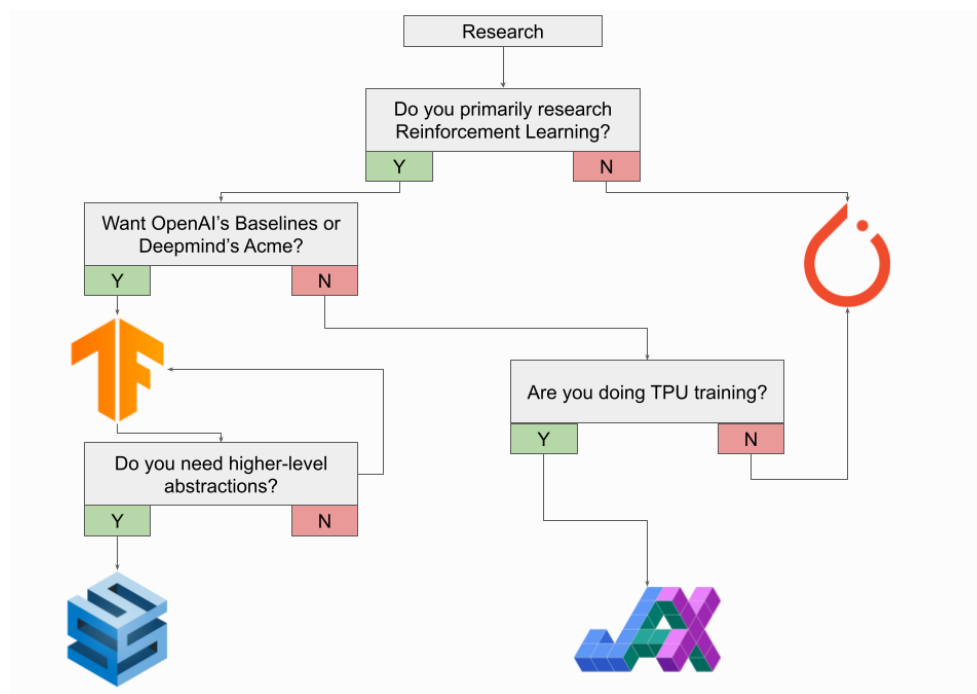 Research
Do you primarily research
Reinforcement Learning?
Y
N
Want OpenAI's Baselines or
Deepmind's Acme?
Y
N
Are you doing TPU training?
Y
N
Do you need higher-level
abstractions?
Y
N
JAX